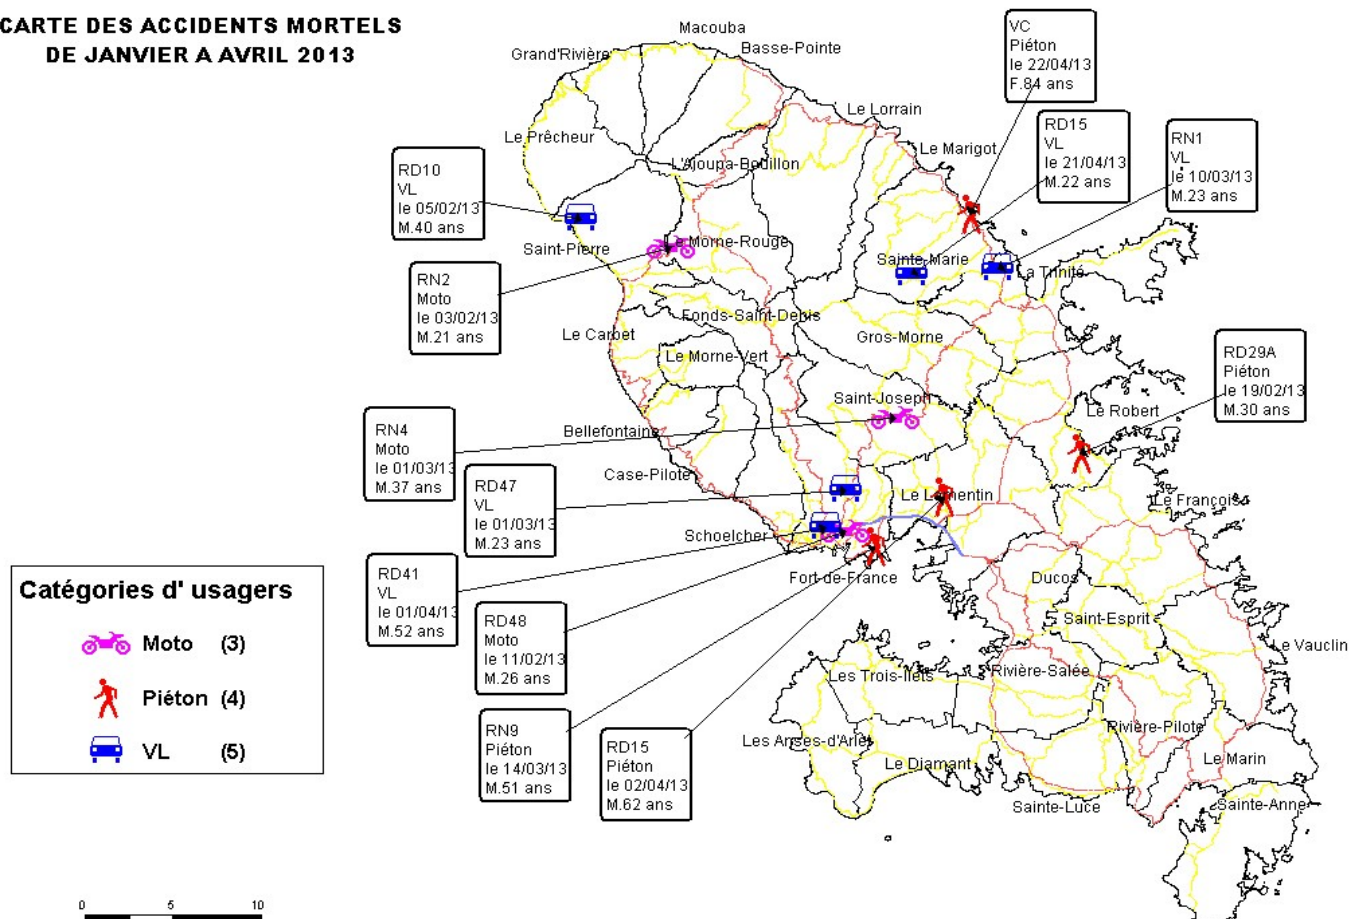 CARTE DES ACCIDENTS MORTELS
DE JANVIER A AVRIL 2013
Macouba
Grand'Rivière
Basse-Pointe
VC
Piéton
le 22/04/13
F.84 ans
Le Lorrain
Le Prêcheur
RD15
VL
le 21/04/13
M.22 ans
RN1
VL
le 10/03/13
M.23 ans
Le Marigot
L'Ajoupa-Bouillon
RD10
VL
le 05/02/13
M.40 ans
Saint-Pierre
Le Morne-Rouge
Sainte-Marie
La Trinité
RN2
Moto
le 03/02/13
M.21 ans
Fonds-Saint-Denis
Le Carbet
Gros-Morne
Le Morne-Vert
RD29A
Piéton
le 19/02/13
M.30 ans
Saint-Joseph
Le Robert
RN4
Moto
le 01/03/13
M.37 ans
Bellefontaine
Case-Pilote
RD47
VL
le 01/03/13
M.23 ans
Le Lamentin
Le François
Schoelcher
Fort-de-France
Ducos
RD41
VL
le 01/04/13
M.52 ans
RD48
Moto
le 11/02/13
M.26 ans
Saint-Esprit
Le Vauclin
Catégories d' usagers
Moto (3)
Piéton (4)
VL (5)
Les Trois-Ilets
Rivière-Salée
RN9
Piéton
le 14/03/13
M.51 ans
RD15
Piéton
le 02/04/13
M.62 ans
Rivière-Pilote
Les Anses-d'Arlet
Le Diamant
Le Marin
Sainte-Luce
Sainte-Anne
0 5 10